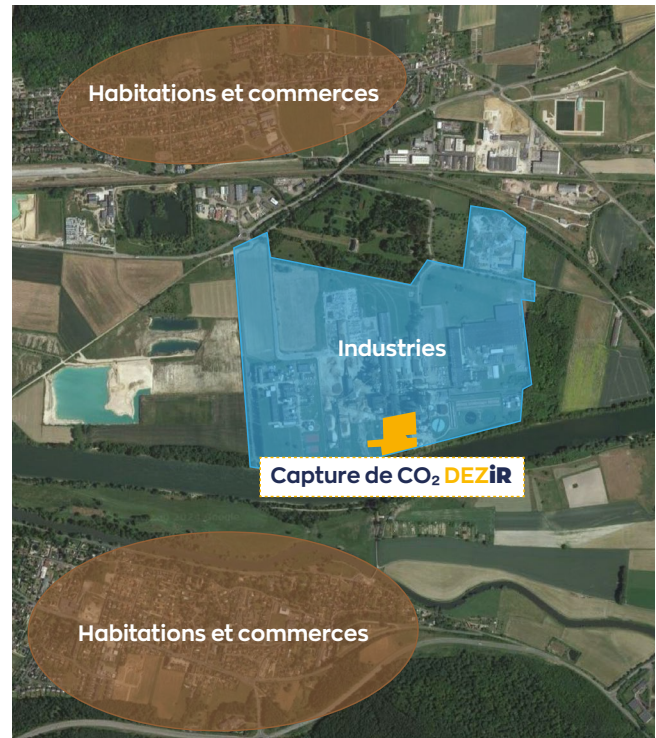 Habitations et commerces
Industries
Capture de CO₂ DEZiR
Habitations et commerces